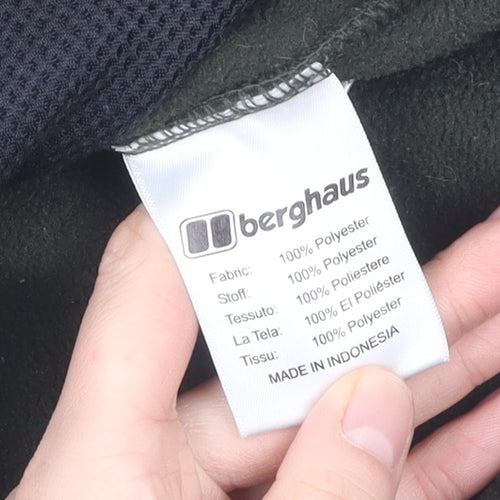 berghaus
Fabric: 100% Polyester
Stoff: 100% Polyester
Tessuto: 100% Poliestere
La Tela: 100% El Poliéster
Tissu: 100% Polyester
MADE IN INDONESIA